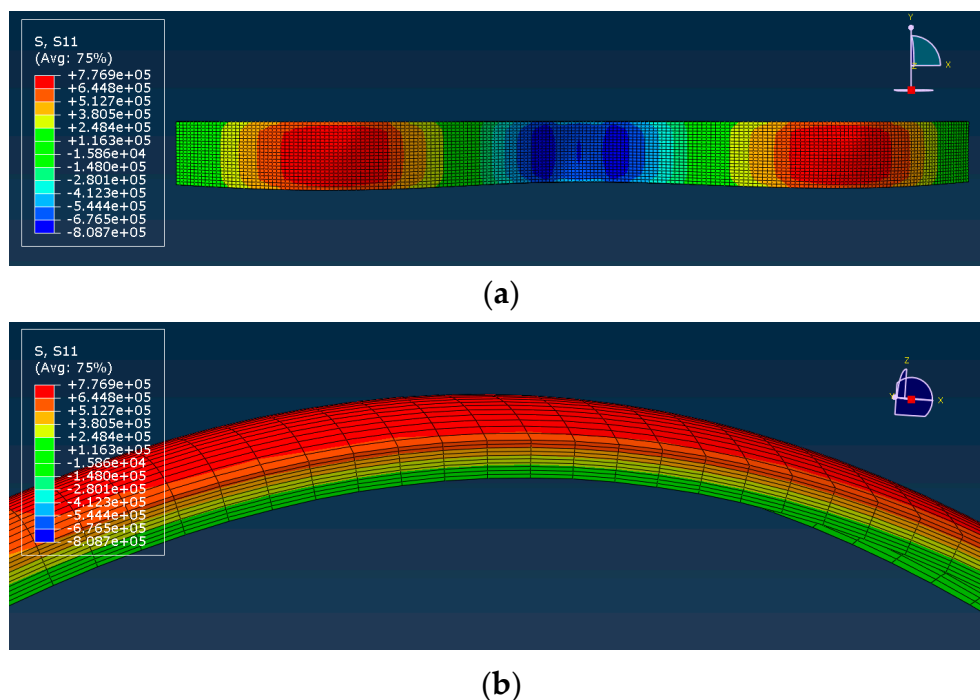 S, S11
(Avg: 75%)
+7.769e+05
+6.448e+05
+5.127e+05
+3.805e+05
+2.484e+05
+1.163e+05
-1.586e+04
-1.480e+05
-2.801e+05
-4.123e+05
-5.444e+05
-6.765e+05
-8.087e+05
Y
Z
X
(a)
S, S11
(Avg: 75%)
+7.769e+05
+6.448e+05
+5.127e+05
+3.805e+05
+2.484e+05
+1.163e+05
-1.586e+04
-1.480e+05
-2.801e+05
-4.123e+05
-5.444e+05
-6.765e+05
-8.087e+05
Z
Y
X
(b)